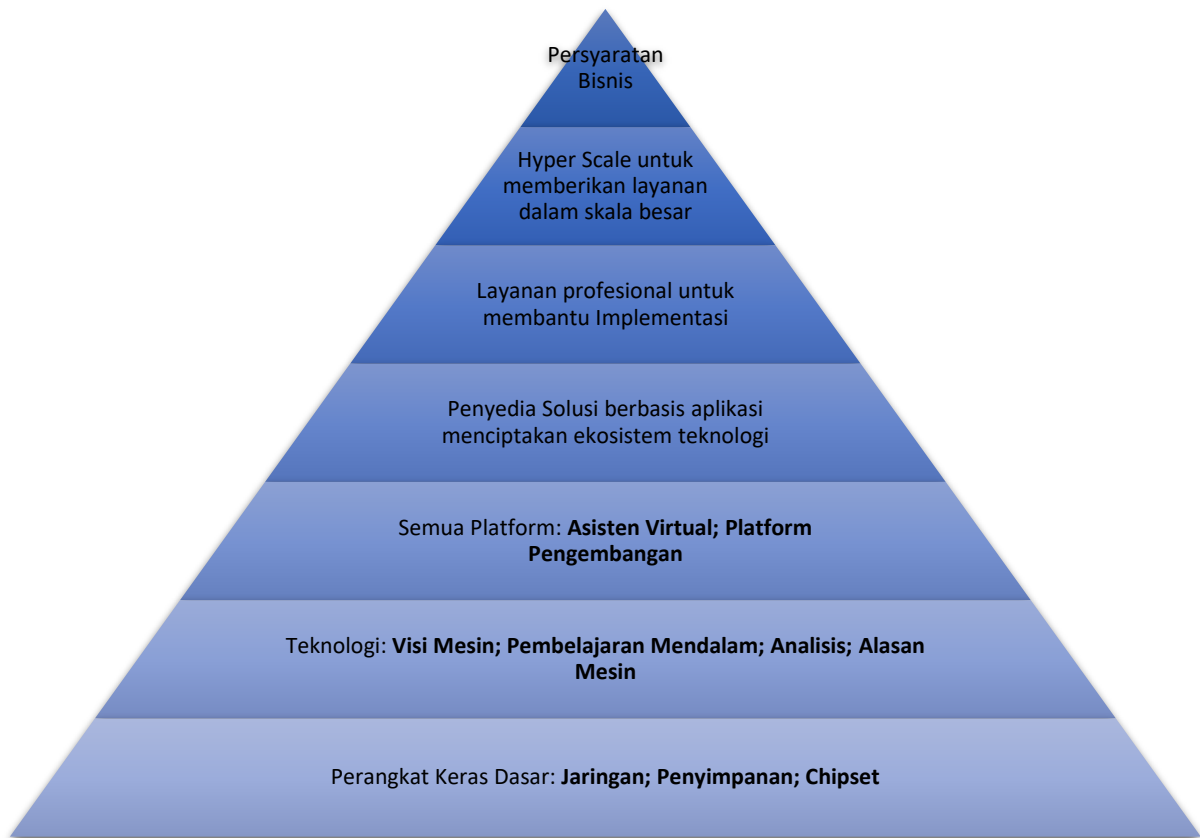 Persyaratan
Bisnis
Hyper Scale untuk
memberikan layanan
dalam skala besar
Layanan profesional untuk
membantu Implementasi
Penyedia Solusi berbasis aplikasi
menciptakan ekosistem teknologi
Semua Platform: Asisten Virtual; Platform
Pengembangan
Teknologi: Visi Mesin; Pembelajaran Mendalam; Analisis; Alasan
Mesin
Perangkat Keras Dasar: Jaringan; Penyimpanan; Chipset